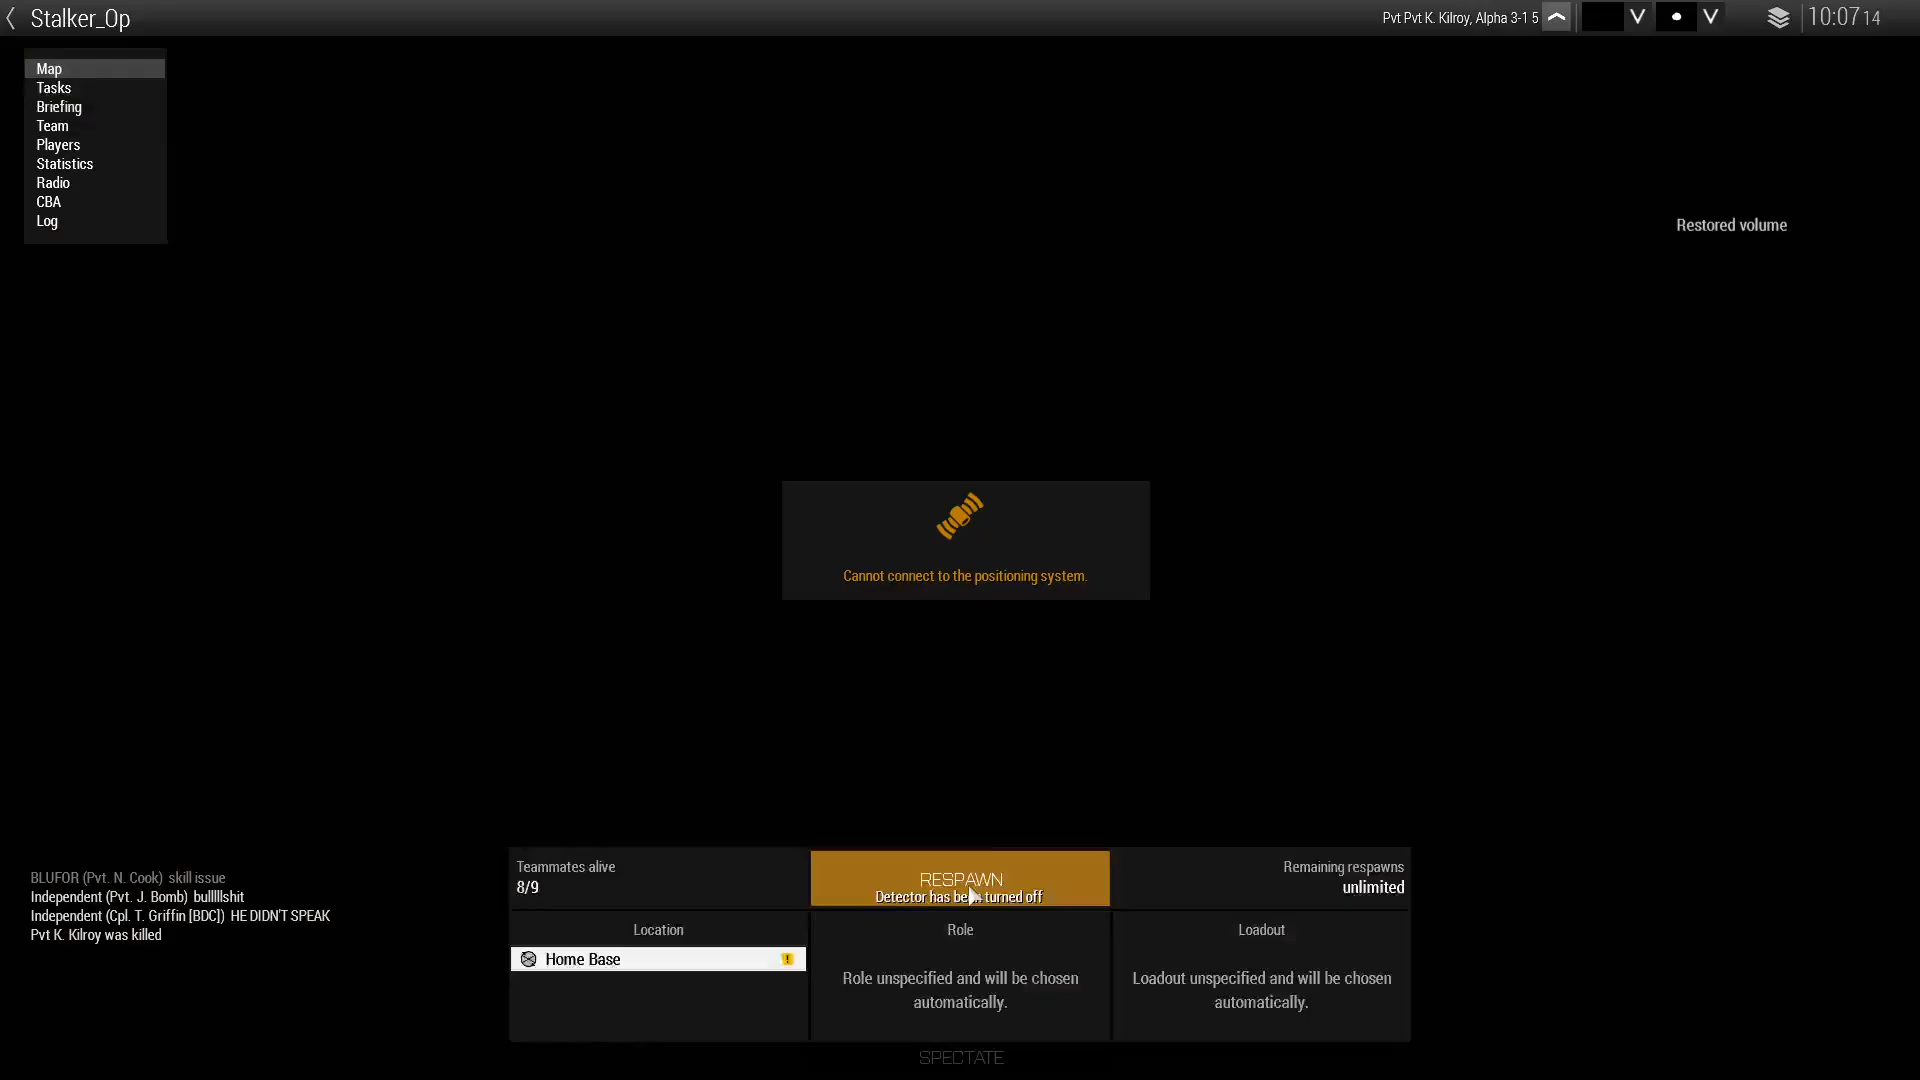 Stalker_Op
Pvt Pvt K. Kilroy, Alpha 3-1 5
10:07 14
Map
Tasks
Briefing
Team
Players
Statistics
Radio
CBA
Log
Restored volume
Cannot connect to the positioning system.
BLUFOR (Pvt. N. Cook) skill issue
Independent (Pvt. J. Bomb) bulllllshit
Independent (Cpl. T. Griffin [BDC]) HE DIDN'T SPEAK
Pvt K. Kilroy was killed
Teammates alive
8/9
RESPAWN
Detector has been turned off
Remaining respawns
unlimited
Location
Home Base
Role
Role unspecified and will be chosen
automatically.
Loadout
Loadout unspecified and will be chosen
automatically.
SPECTATE